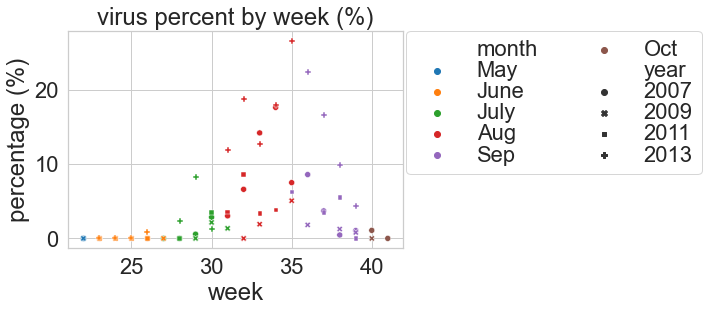 virus percent by week (%)
percentage (%)
20
10
0
25 30 35 40
week
month
May
June
July
Aug
Sep
Oct
year
2007
2009
2011
2013